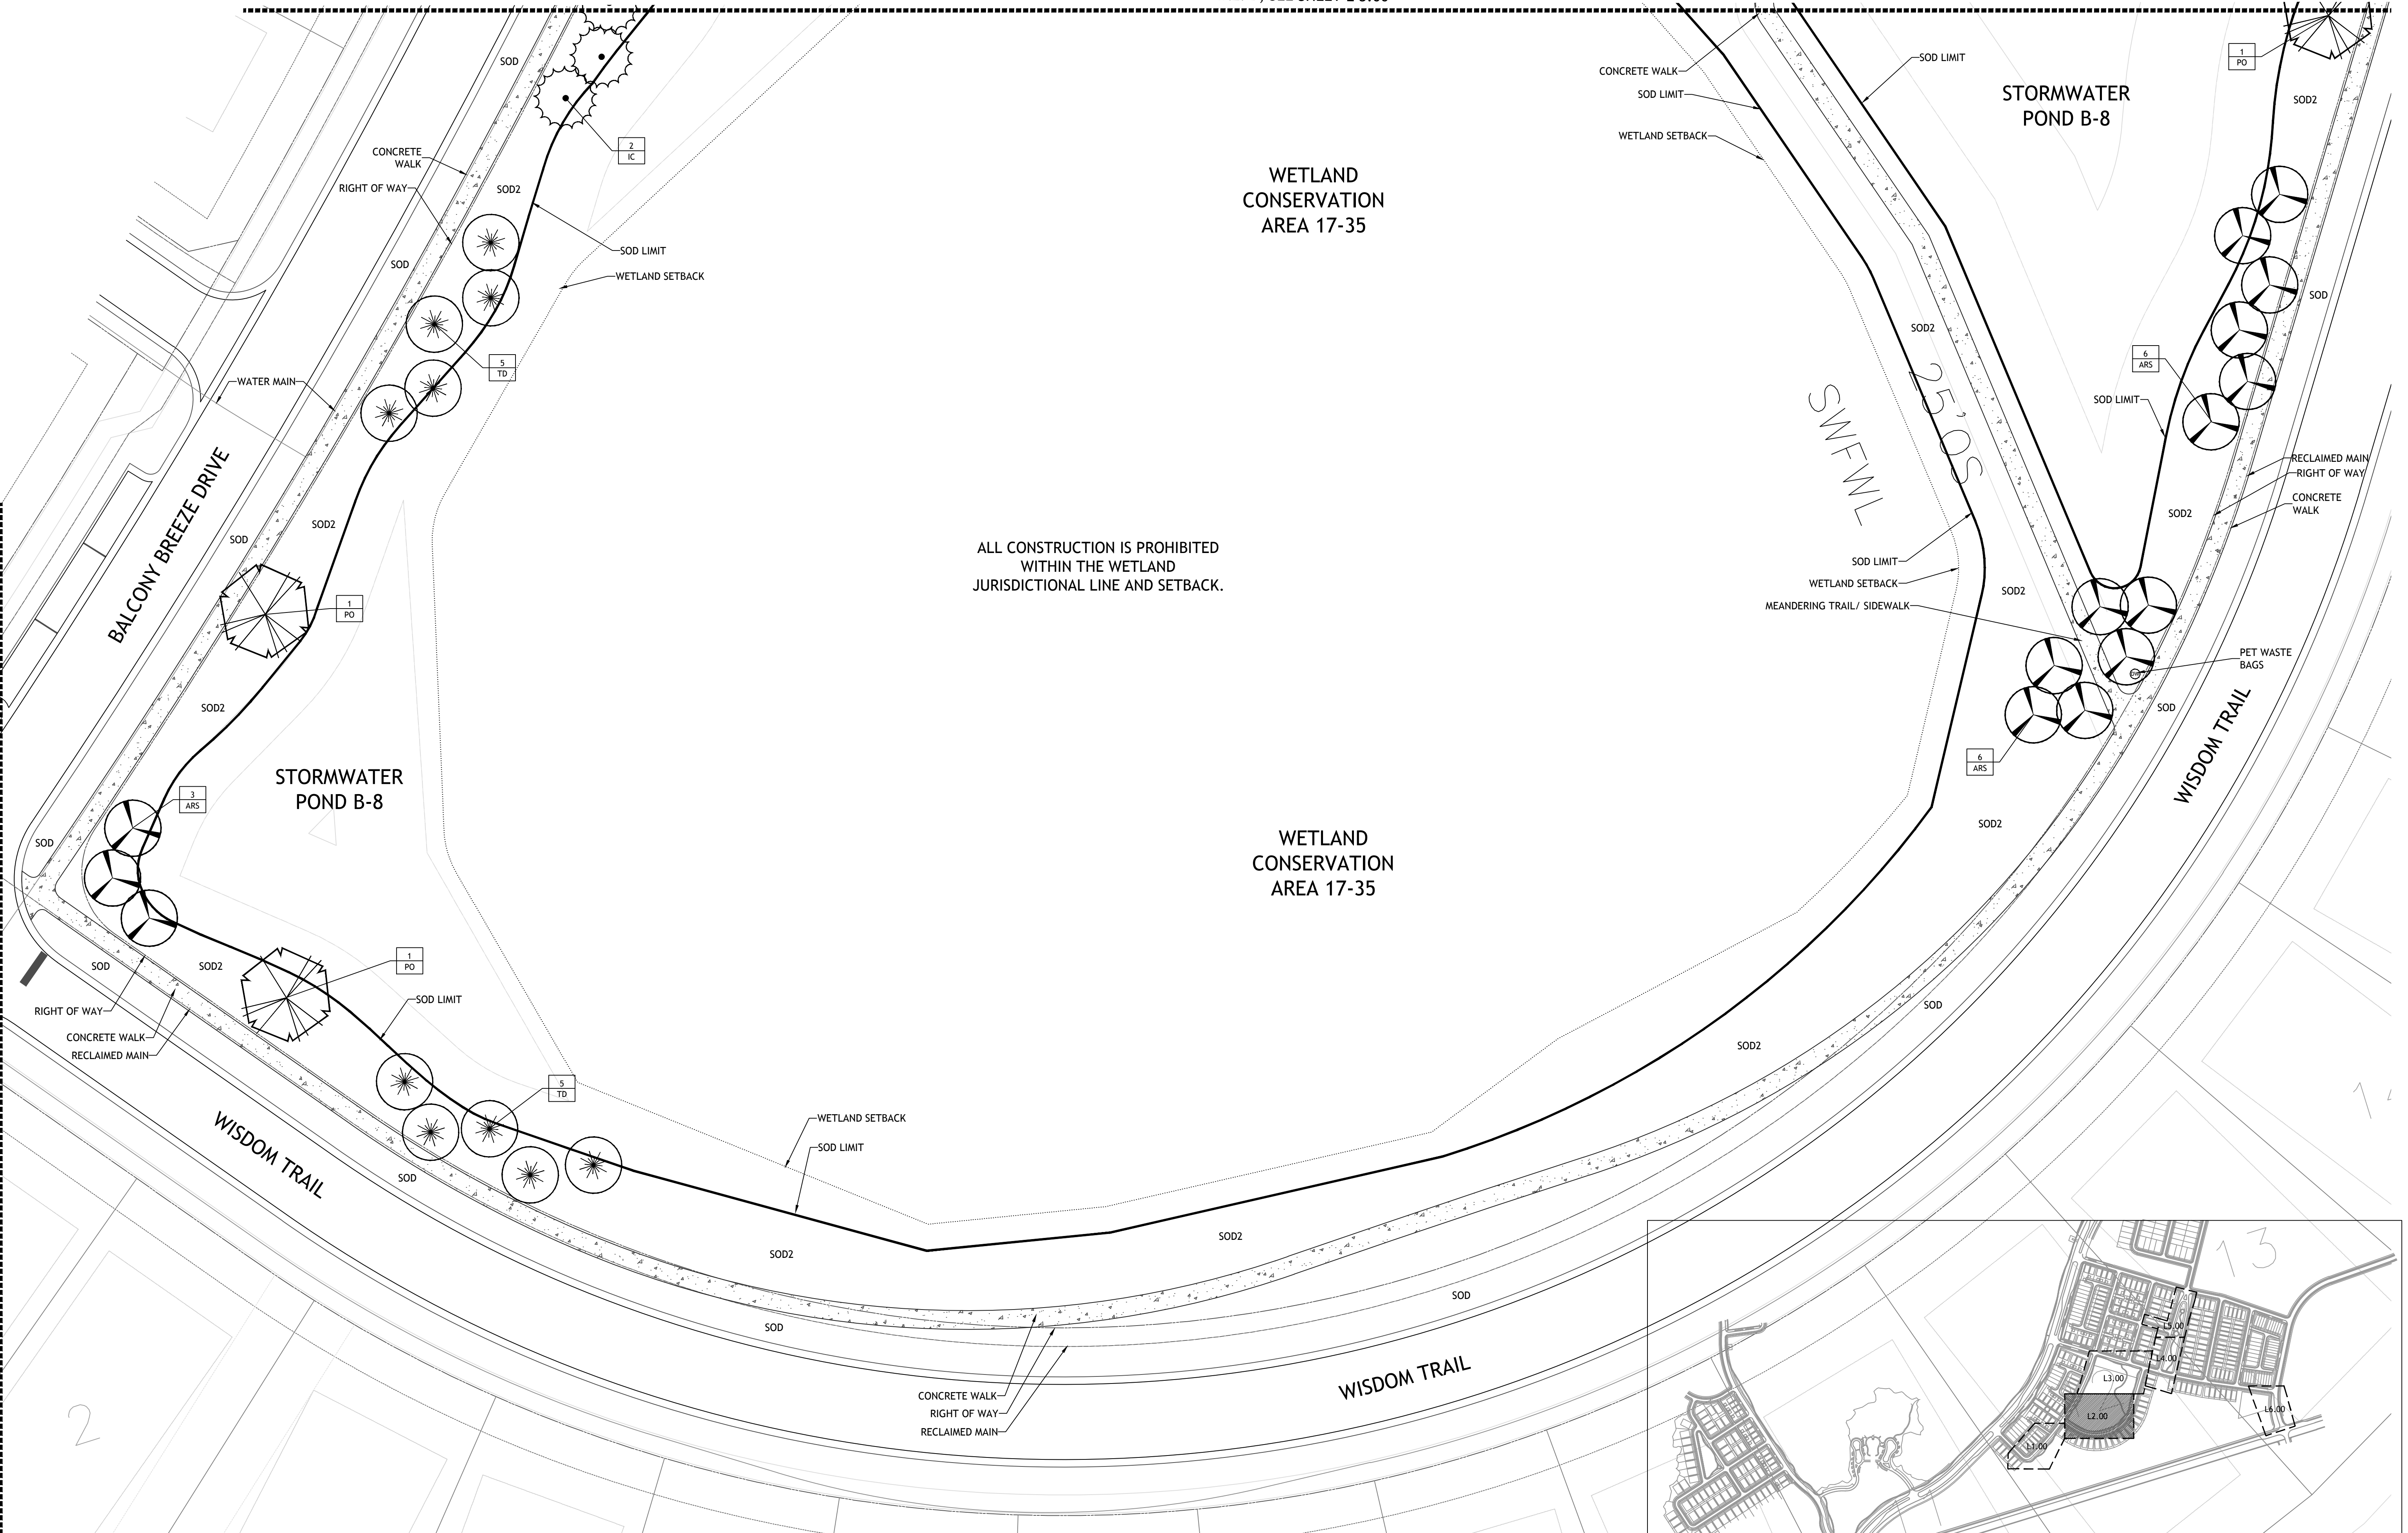 SEE SHEET L-3.00
SOD
1
PO
CONCRETE WALK
SOD LIMIT
SOD LIMIT
STORMWATER
POND B-8
SOD2
WETLAND SETBACK
2
IC
CONCRETE
WALK
RIGHT OF WAY
SOD2
WETLAND
CONSERVATION
AREA 17-35
SOD LIMIT
SOD
WETLAND SETBACK
SOD
SOD2
5
TD
6
ARS
WATER MAIN
SOD LIMIT
25'OS
SWFWL
RECLAIMED MAIN
RIGHT OF WAY
CONCRETE
WALK
BALCONY BREEZE DRIVE
SOD2
SOD
SOD2
ALL CONSTRUCTION IS PROHIBITED
WITHIN THE WETLAND
JURISDICTIONAL LINE AND SETBACK.
SOD LIMIT
WETLAND SETBACK
SOD2
MEANDERING TRAIL/ SIDEWALK
1
PO
PET WASTE
BAGS
SOD2
SOD
WISDOM TRAIL
STORMWATER
POND B-8
6
ARS
3
ARS
SOD
SOD2
WETLAND
CONSERVATION
AREA 17-35
SOD
SOD2
1
PO
SOD LIMIT
RIGHT OF WAY
CONCRETE WALK
RECLAIMED MAIN
SOD
SOD2
5
TD
WETLAND SETBACK
SOD LIMIT
WISDOM TRAIL
SOD
SOD2
SOD2
SOD
SOD
13
L5.00
L4.00
L3.00
L2.00
L6.00
L1.00
WISDOM TRAIL
CONCRETE WALK
RIGHT OF WAY
RECLAIMED MAIN
2